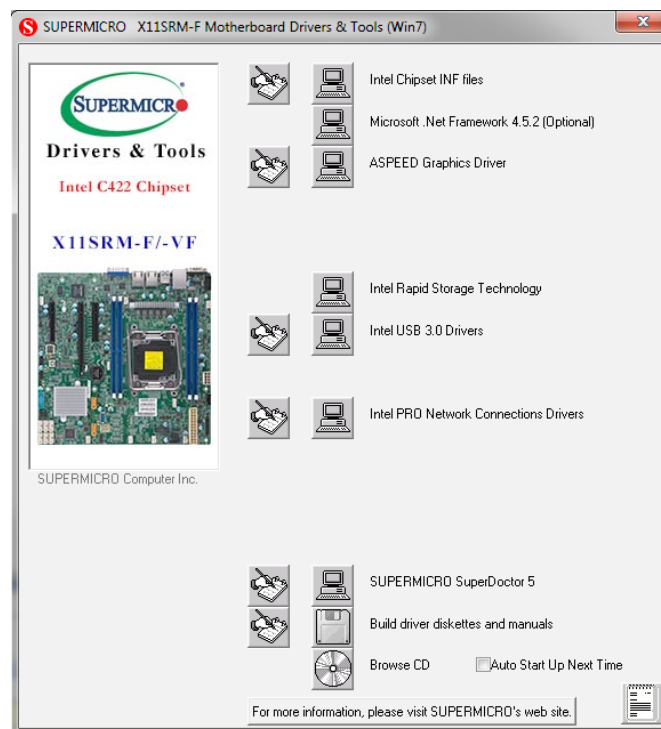 SUPERMICRO X11SRM-F Motherboard Drivers & Tools (Win7)
SUPERMICRO
Drivers & Tools
Intel C422 Chipset
X11SRM-F/-VF
SUPERMICRO Computer Inc.
Intel Chipset INF files
Microsoft .Net Framework 4.5.2 (Optional)
ASPEED Graphics Driver
Intel Rapid Storage Technology
Intel USB 3.0 Drivers
Intel PRO Network Connections Drivers
SUPERMICRO SuperDoctor 5
Build driver diskettes and manuals
Browse CD
Auto Start Up Next Time
For more information, please visit SUPERMICRO's web site.